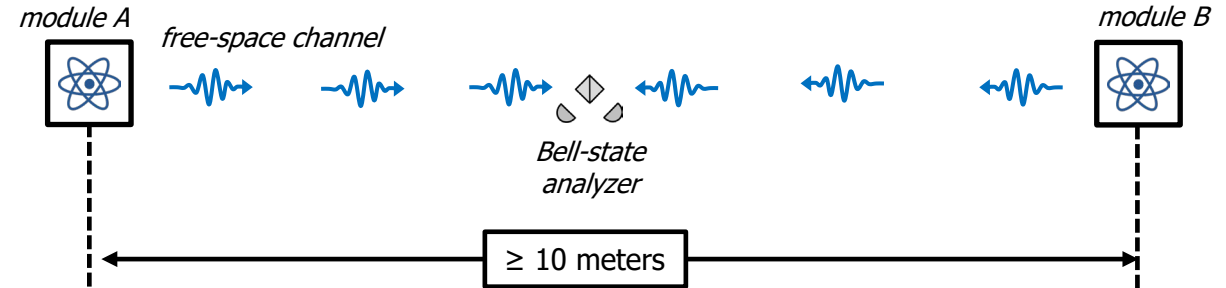 module A
module B
free-space channel
Bell-state
analyzer
≥ 10 meters